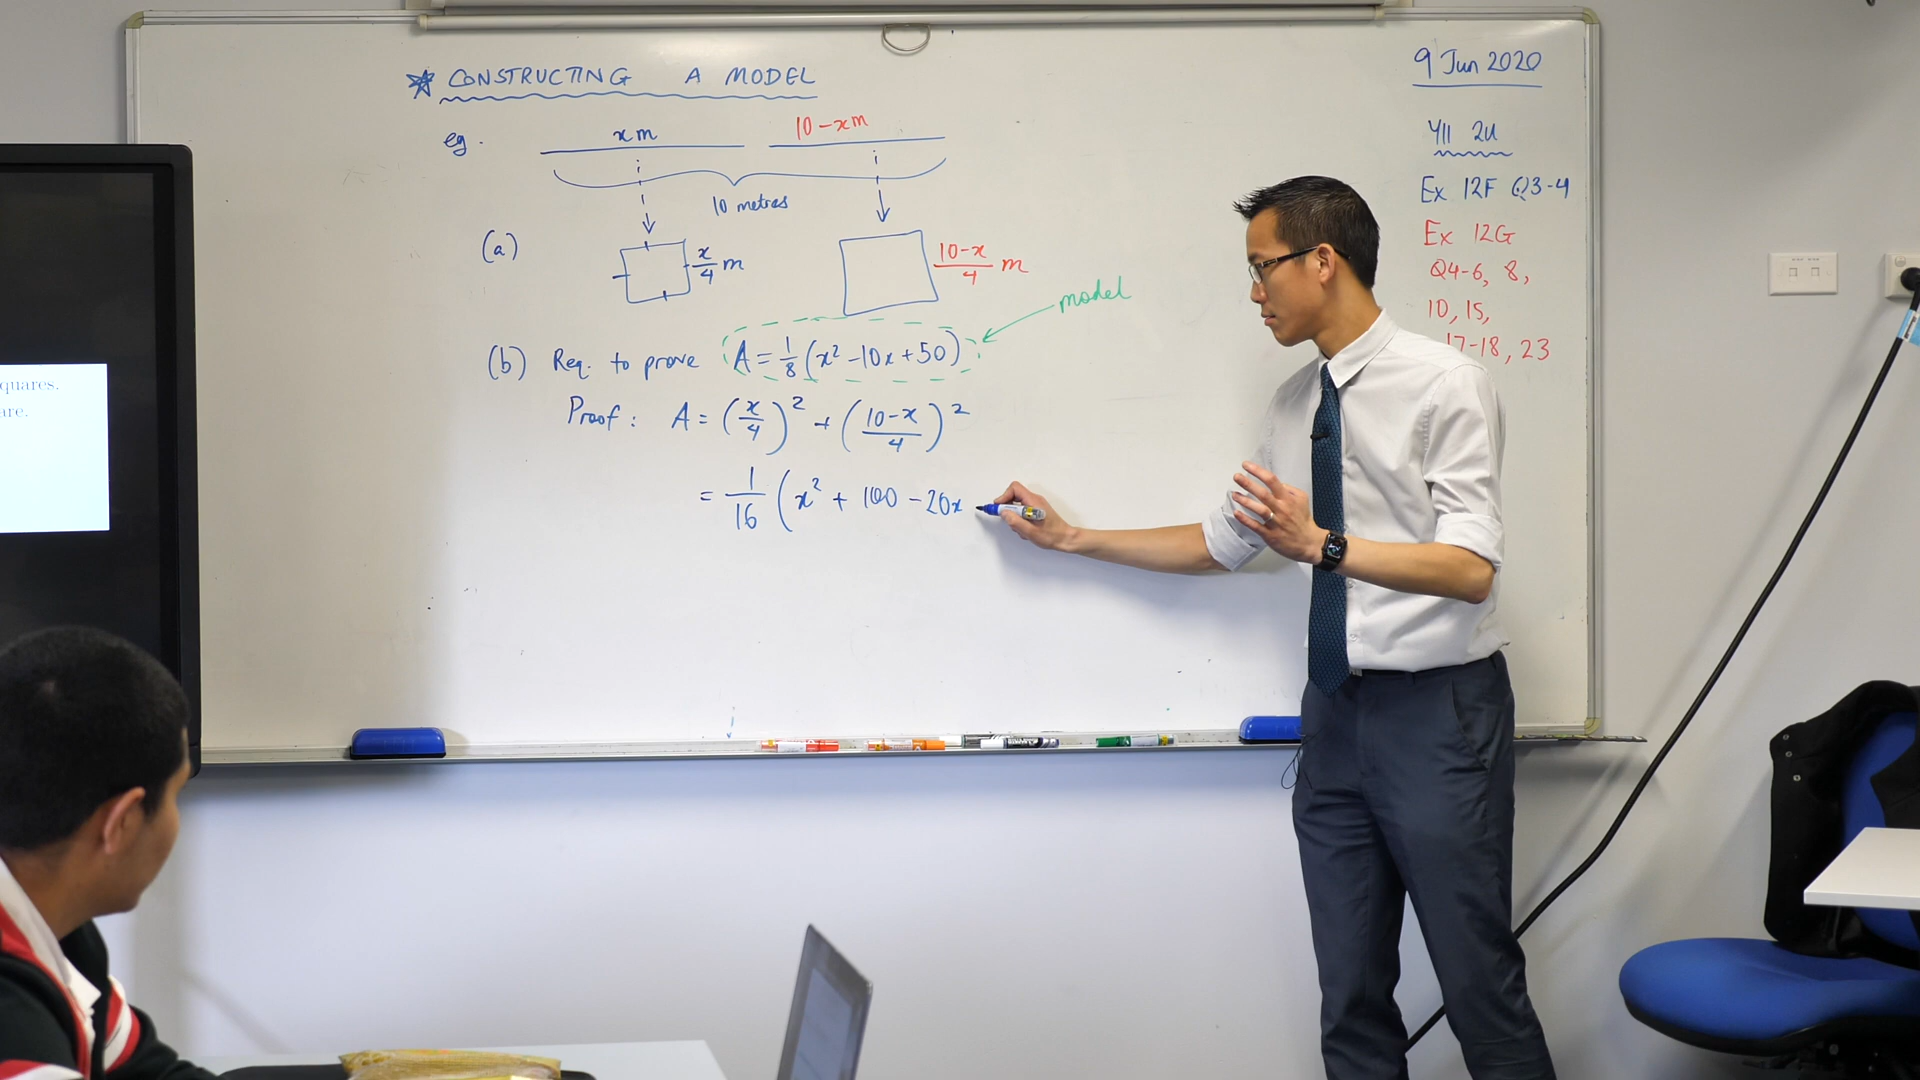 quares.
are.
* CONSTRUCTING A MODEL
eg. x m 10-x m
10 metres
(a) x/4 m (10-x)/4 m
model
(b) Req. to prove A = 1/8 (x² - 10x + 50)
Proof: A = (x/4)² + ((10-x)/4)²
= 1/16 (x² + 100 - 20x
9 Jun 2020
Y11 2U
Ex 12F Q3-4
Ex 12G
Q4-6, 8,
10, 15,
17-18, 23